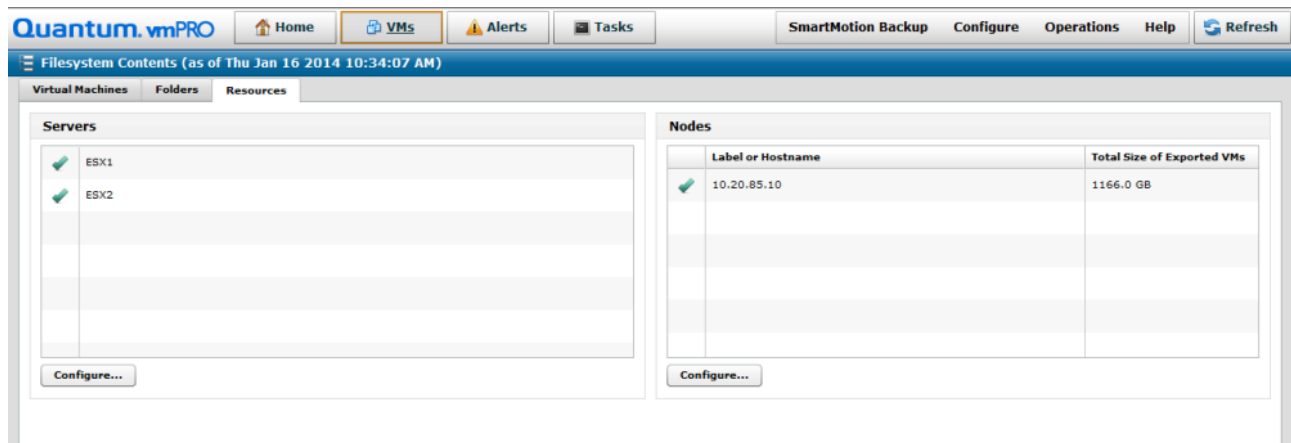 Quantum. vmPRO Home VMs Alerts Tasks SmartMotion Backup Configure Operations Help Refresh
Filesystem Contents (as of Thu Jan 16 2014 10:34:07 AM)
Virtual Machines Folders Resources
Servers
ESX1
ESX2
Configure...
Nodes
Label or Hostname Total Size of Exported VMs
10.20.85.10 1166.0 GB
Configure...